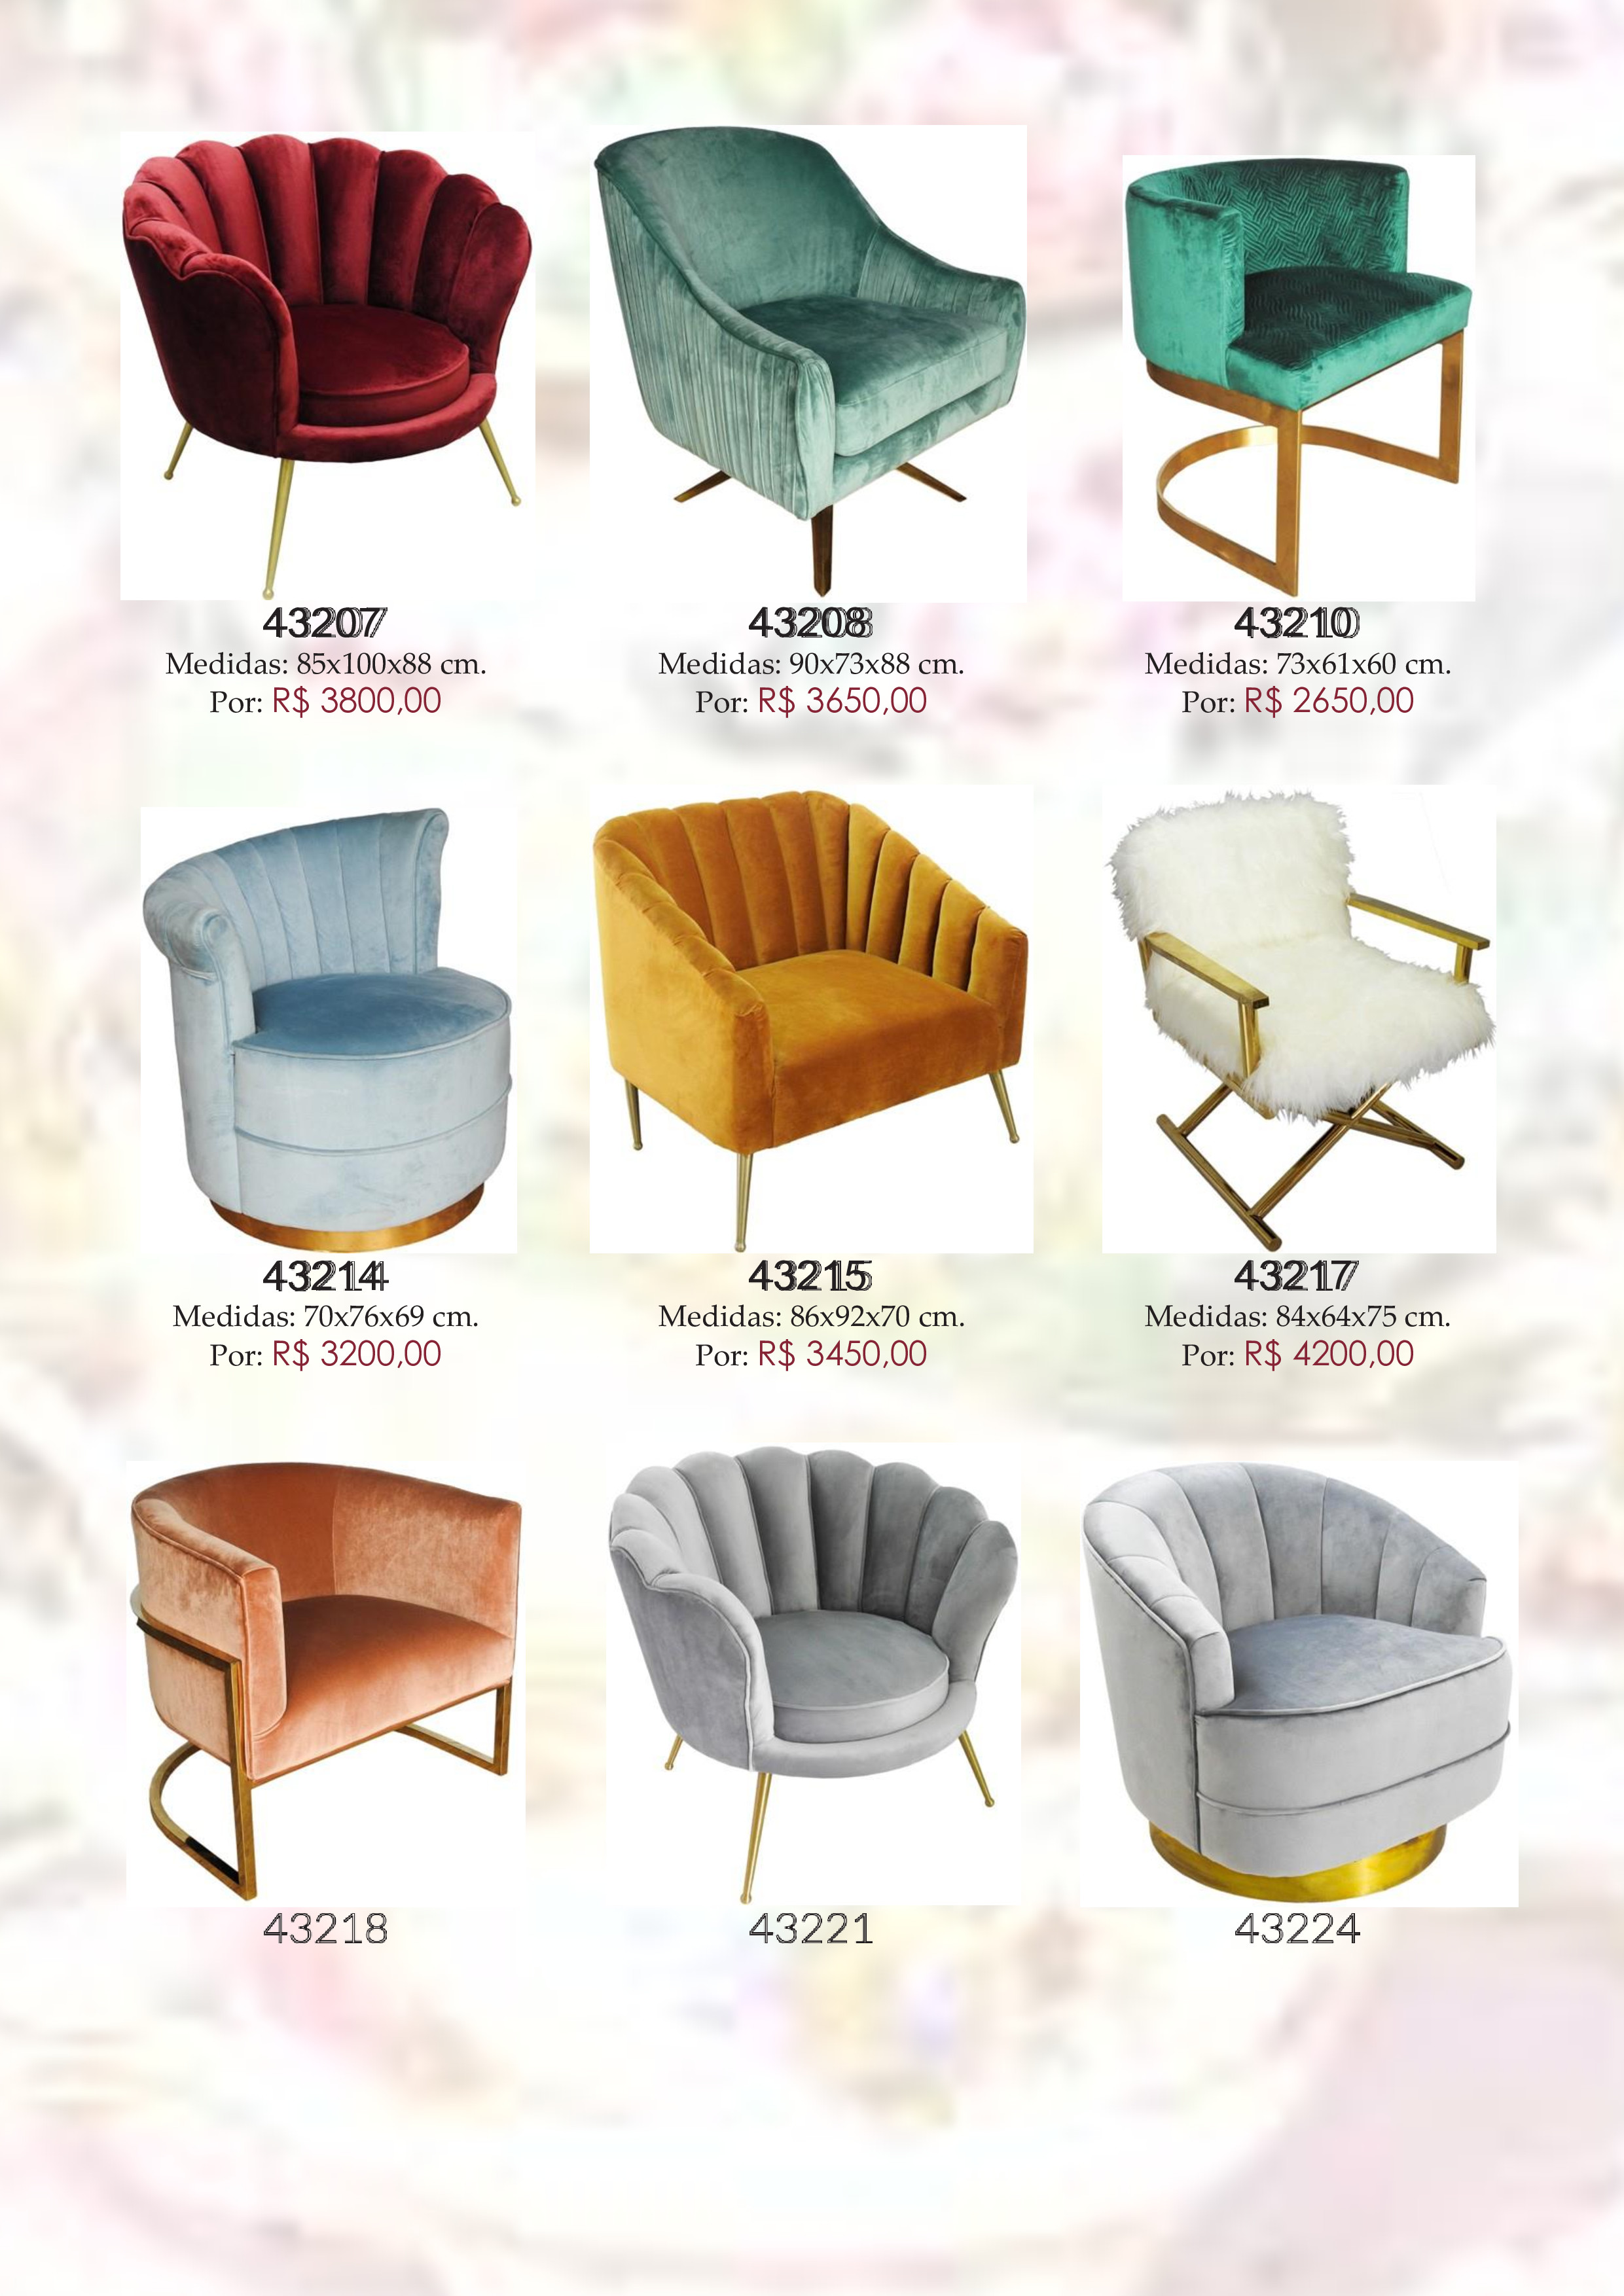 43207
Medidas: 85x100x88 cm.
Por: R$ 3800,00
43208
Medidas: 90x73x88 cm.
Por: R$ 3650,00
43210
Medidas: 73x61x60 cm.
Por: R$ 2650,00
43214
Medidas: 70x76x69 cm.
Por: R$ 3200,00
43215
Medidas: 86x92x70 cm.
Por: R$ 3450,00
43217
Medidas: 84x64x75 cm.
Por: R$ 4200,00
43218
43221
43224